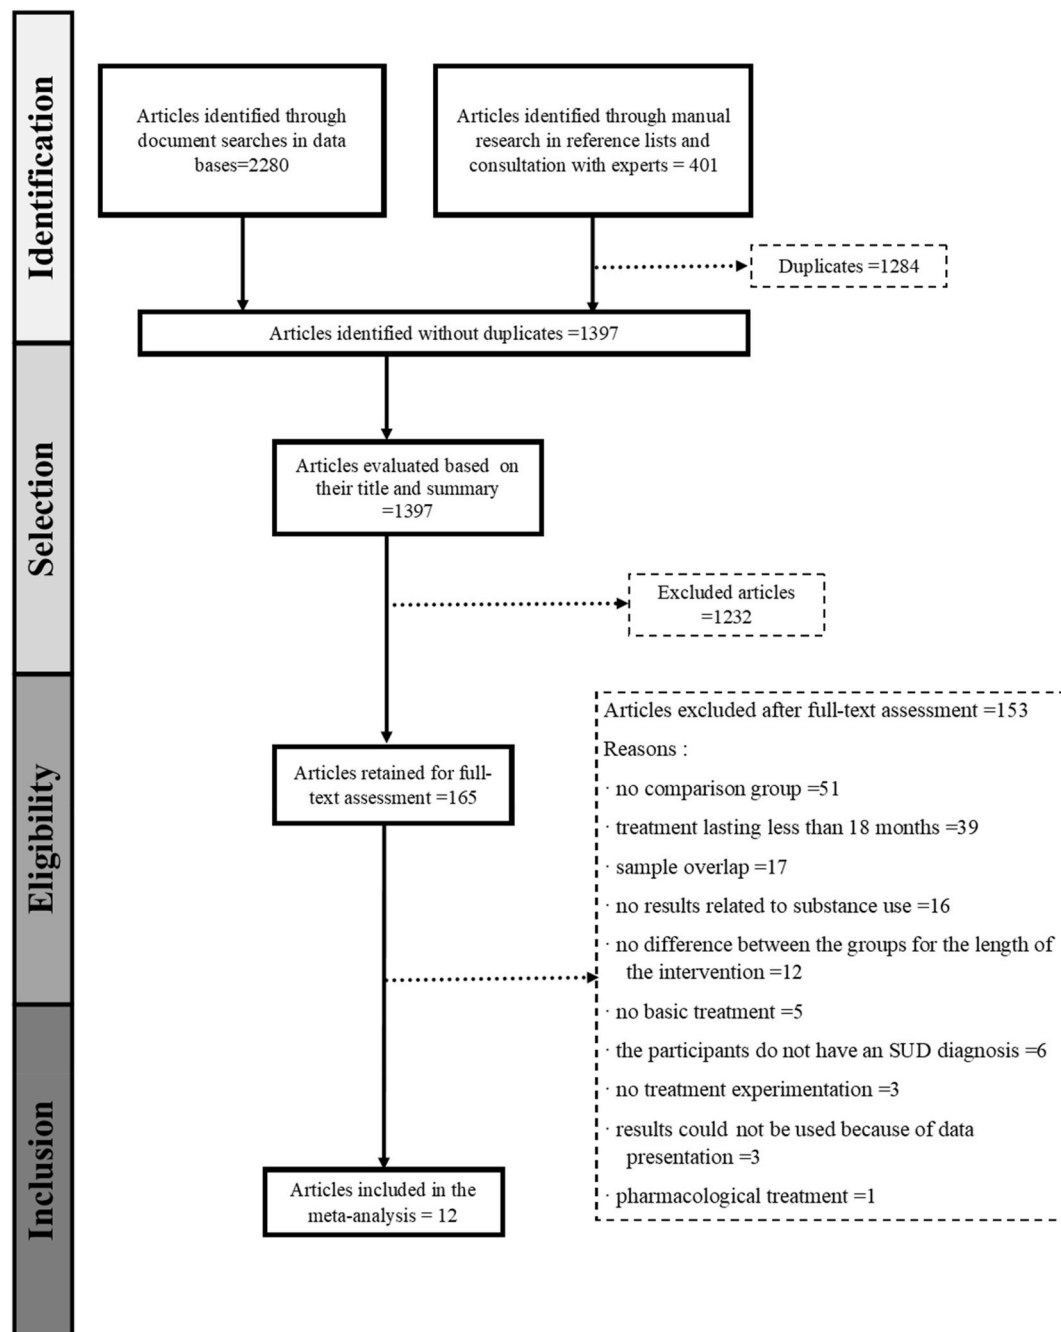 Identification
Articles identified through
document searches in data
bases=2280
Articles identified through manual
research in reference lists and
consultation with experts = 401
Duplicates =1284
Articles identified without duplicates =1397
Selection
Articles evaluated based on
their title and summary
=1397
Excluded articles
=1232
Eligibility
Articles retained for full-
text assessment =165
Articles excluded after full-text assessment =153
Reasons :
· no comparison group =51
· treatment lasting less than 18 months =39
· sample overlap =17
· no results related to substance use =16
· no difference between the groups for the length of
the intervention =12
· no basic treatment =5
· the participants do not have an SUD diagnosis =6
· no treatment experimentation =3
· results could not be used because of data
presentation =3
· pharmacological treatment =1
Inclusion
Articles included in the
meta-analysis = 12